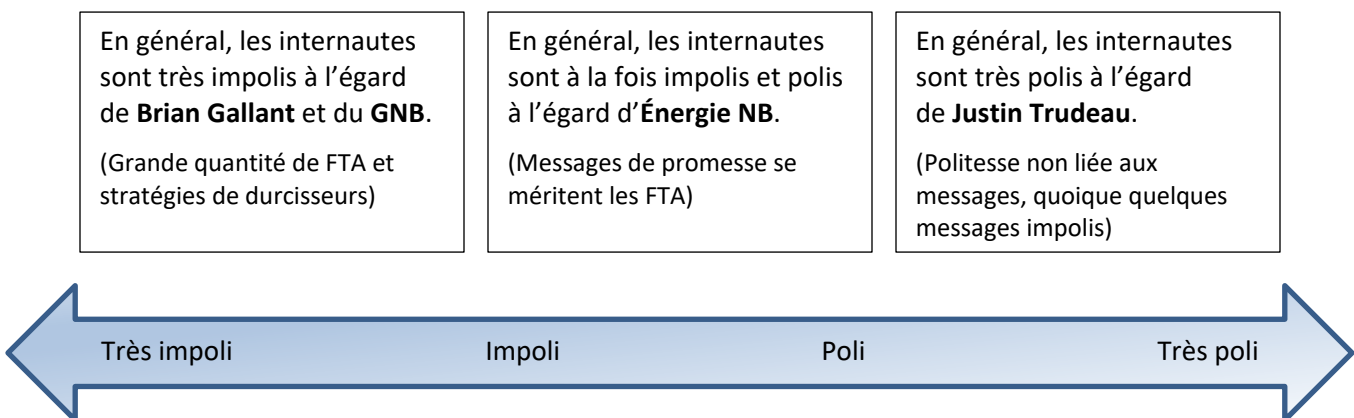 En général, les internautes
sont très impolis à l'égard
de Brian Gallant et du GNB.
(Grande quantité de FTA et
stratégies de durcisseurs)
En général, les internautes
sont à la fois impolis et polis
à l'égard d'Énergie NB.
(Messages de promesse se
méritent les FTA)
En général, les internautes
sont très polis à l'égard
de Justin Trudeau.
(Politesse non liée aux
messages, quoique quelques
messages impolis)
Très impoli Impoli Poli Très poli